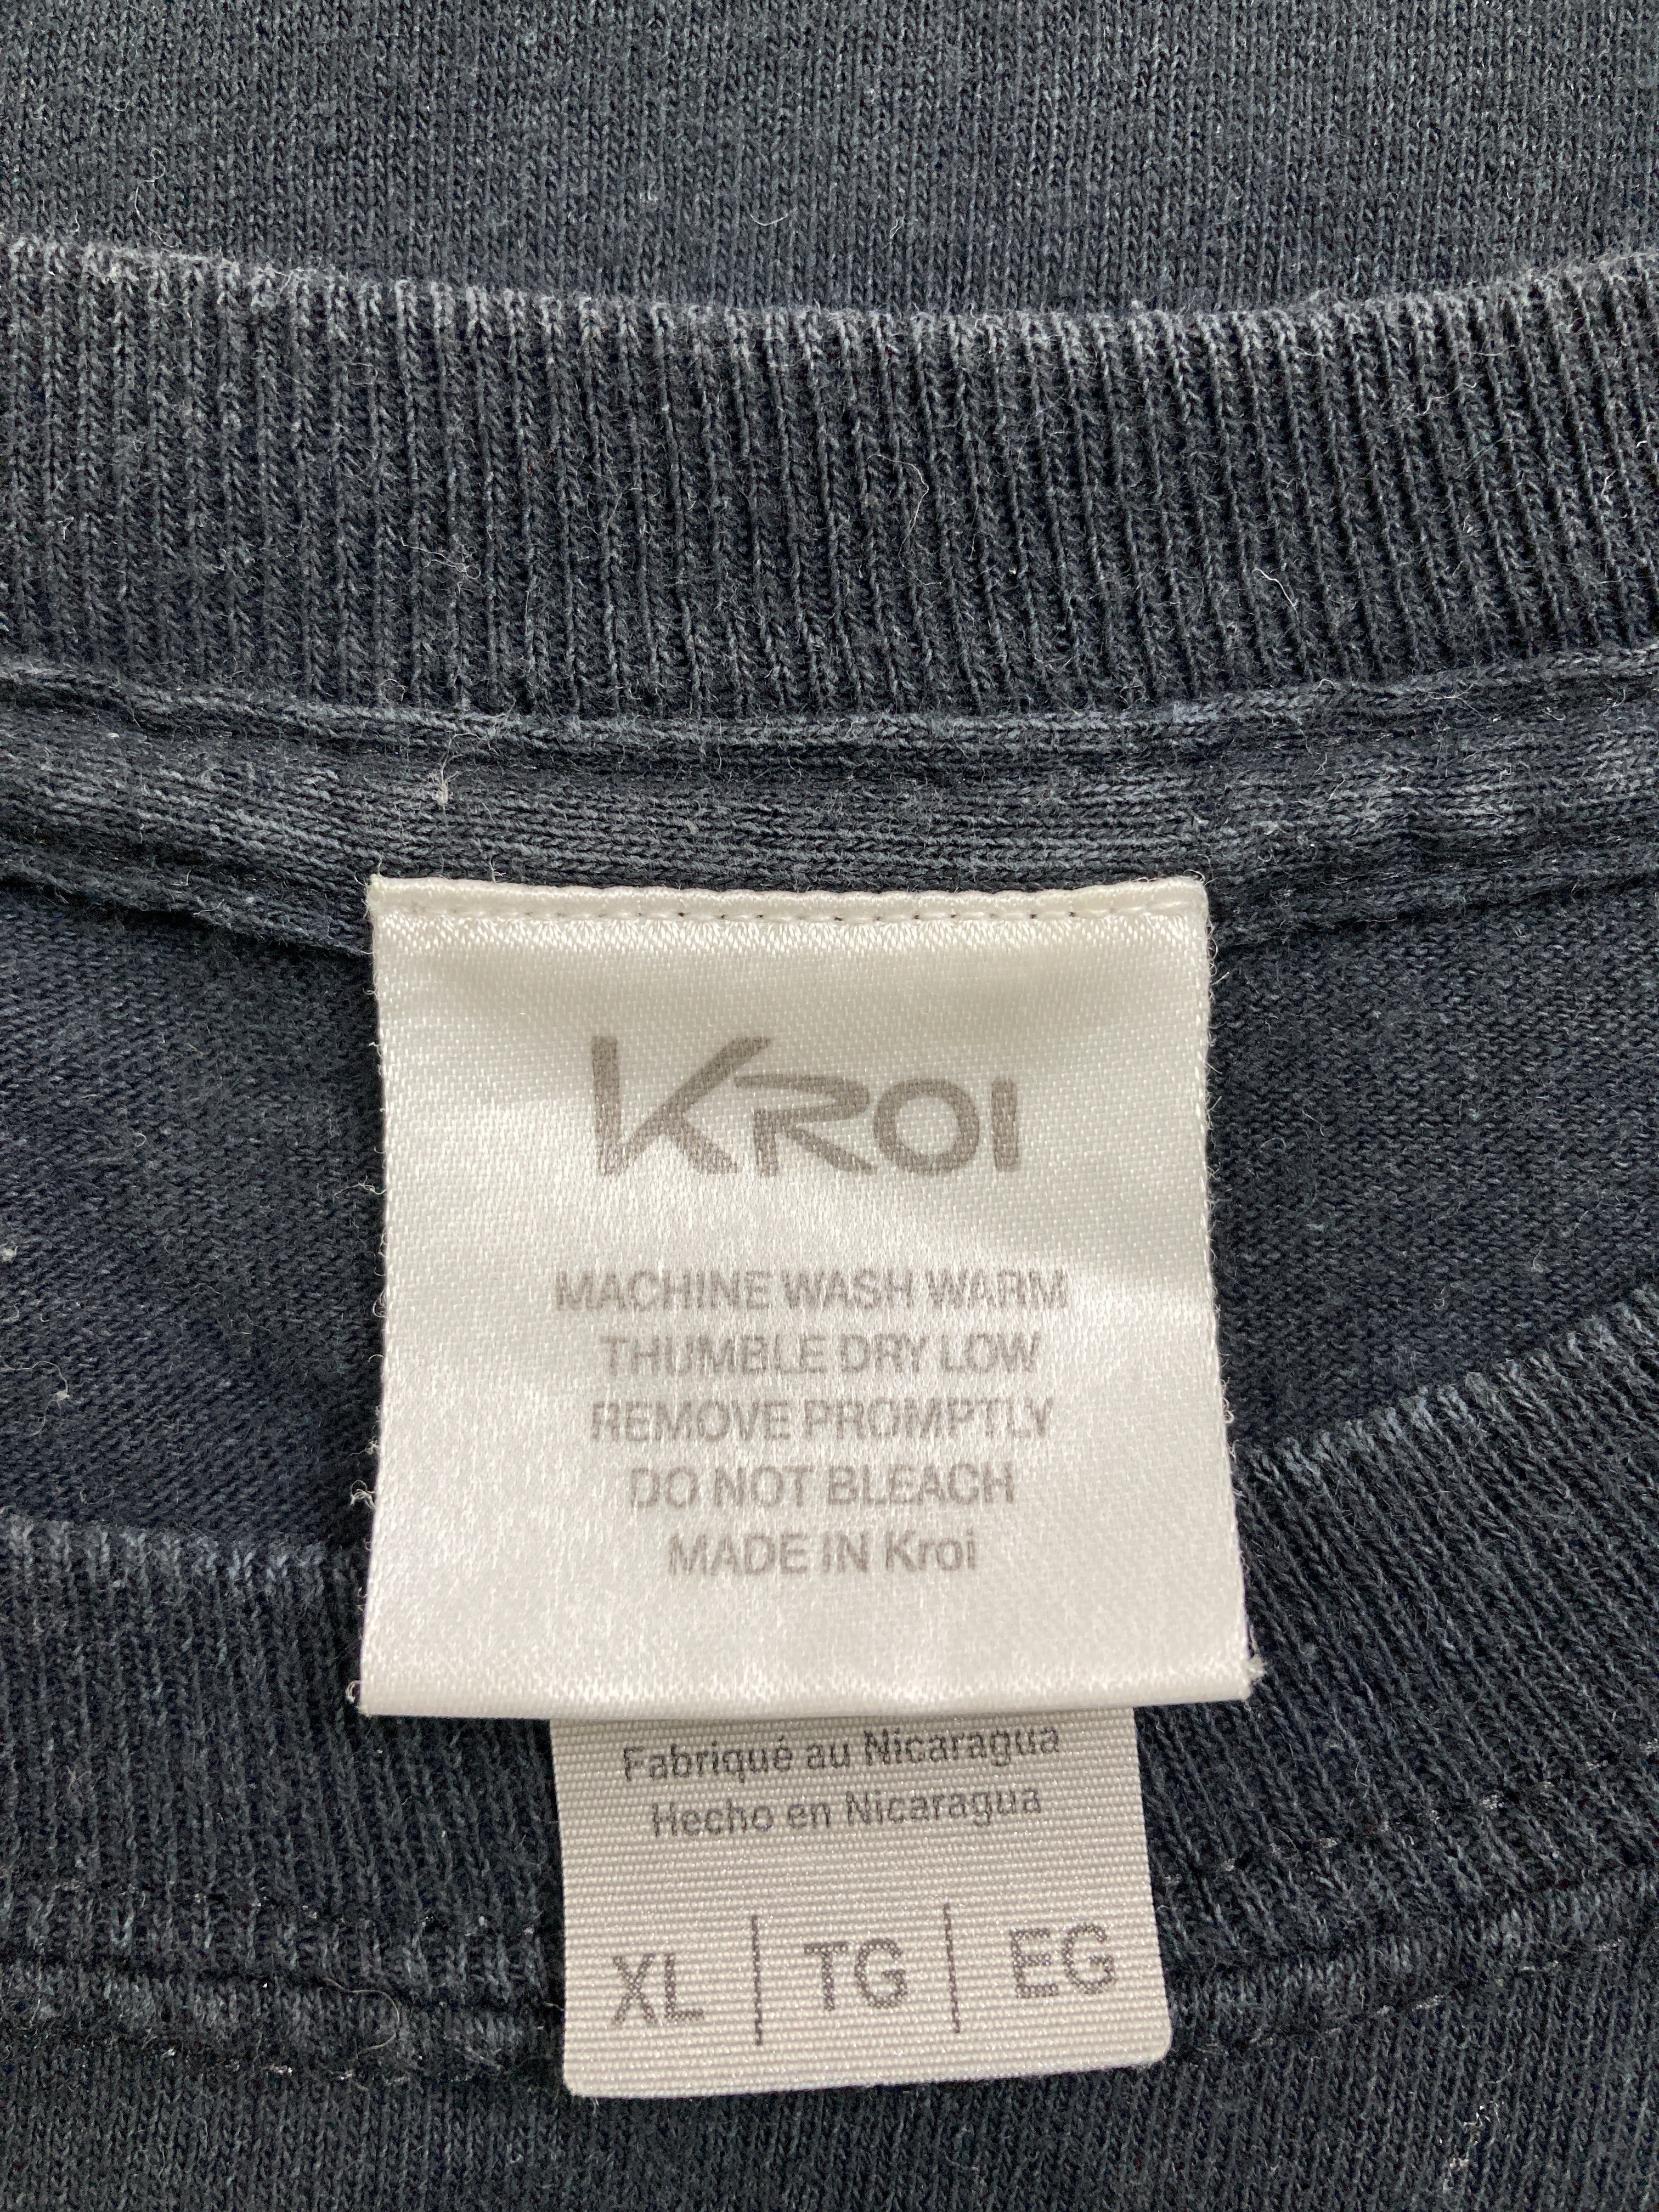 KROI
MACHINE WASH WARM
THUMBLE DRY LOW
REMOVE PROMPTLY
DO NOT BLEACH
MADE IN Kroi
Fabriqué au Nicaragua
Hecho en Nicaragua
XL | TG | EG